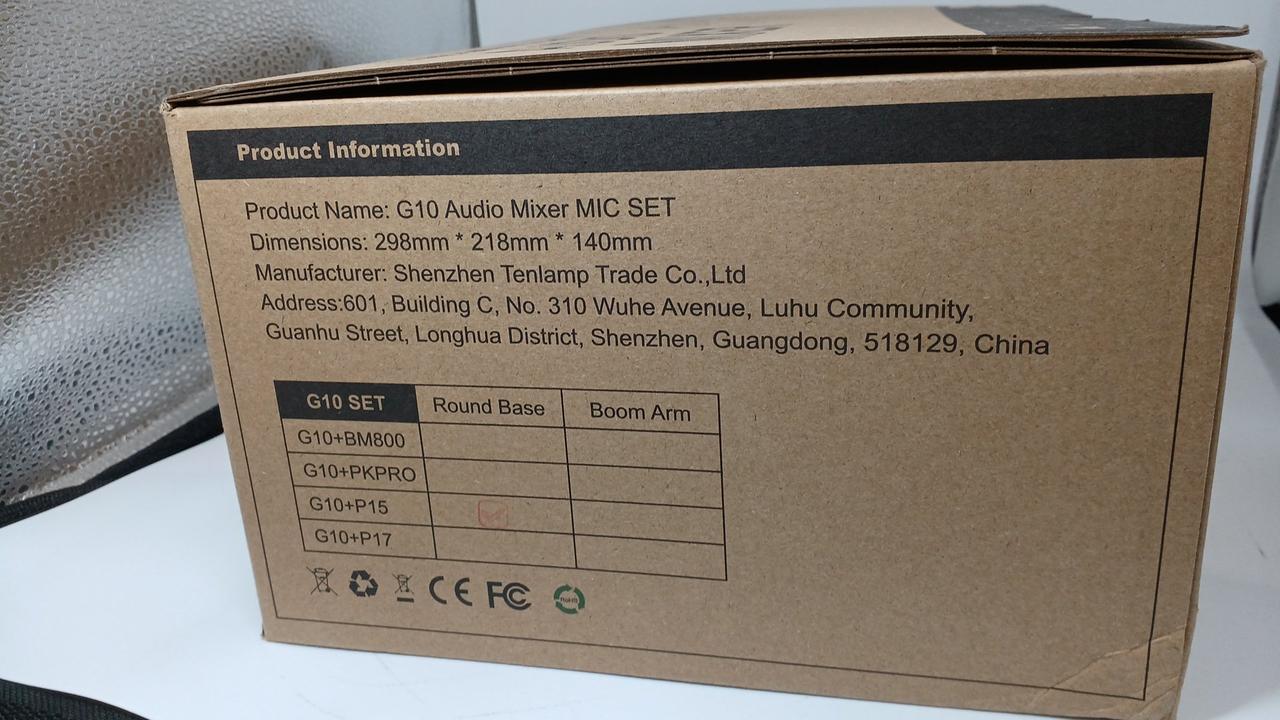 Product Information
Product Name: G10 Audio Mixer MIC SET
Dimensions: 298mm * 218mm * 140mm
Manufacturer: Shenzhen Tenlamp Trade Co.,Ltd
Address:601, Building C, No. 310 Wuhe Avenue, Luhu Community,
Guanhu Street, Longhua District, Shenzhen, Guangdong, 518129, China
G10 SET Round Base Boom Arm
G10+BM800
G10+PKPRO
G10+P15
G10+P17
CE FC RoHS